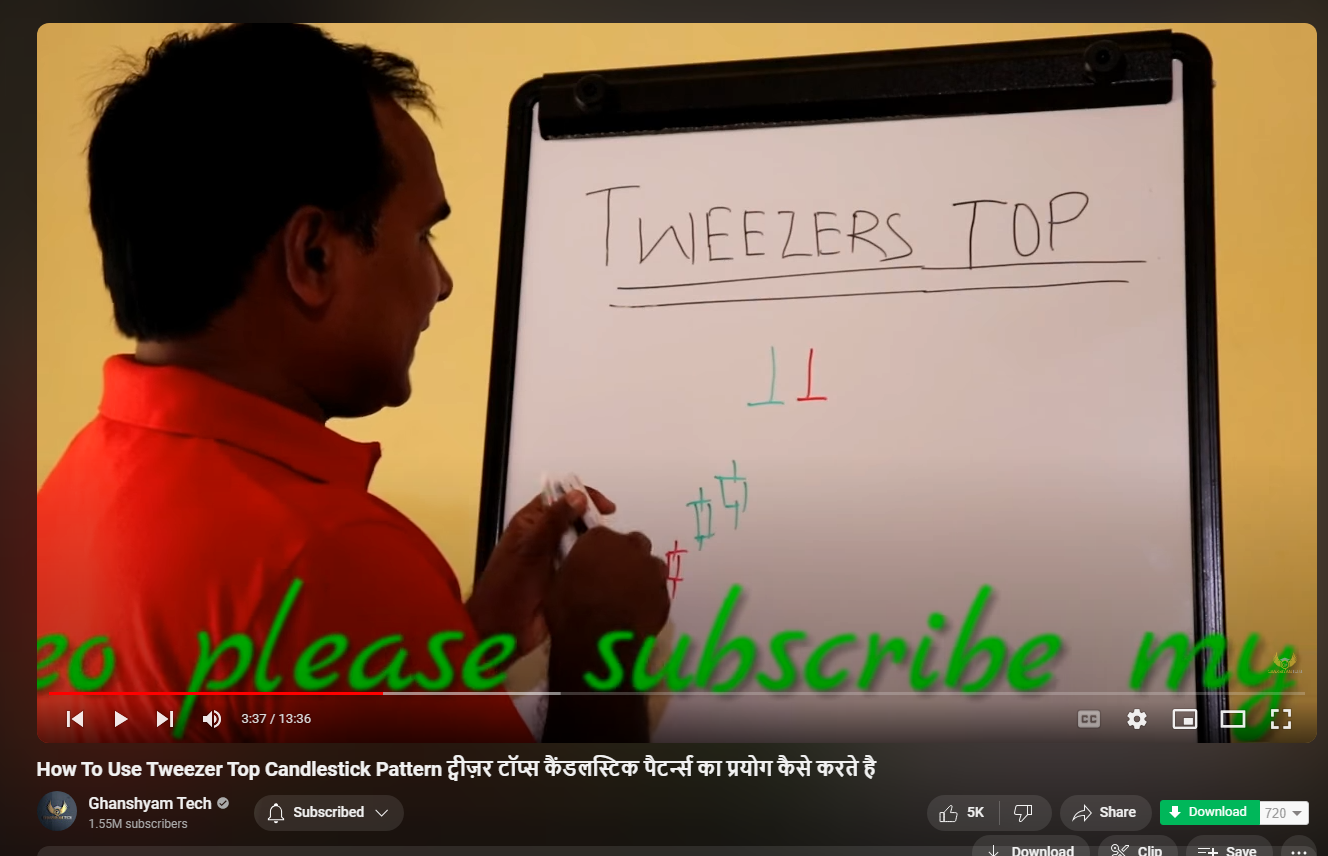 TWEEZERS TOP
eo please subscribe my
3:37 / 13:36
CC
How To Use Tweezer Top Candlestick Pattern ट्वीज़र टॉप्स कैंडलस्टिक पैटर्न्स का प्रयोग कैसे करते है
Ghanshyam Tech
1.55M subscribers
Subscribed
5K
Share
Download
720
Download
Clip
Save